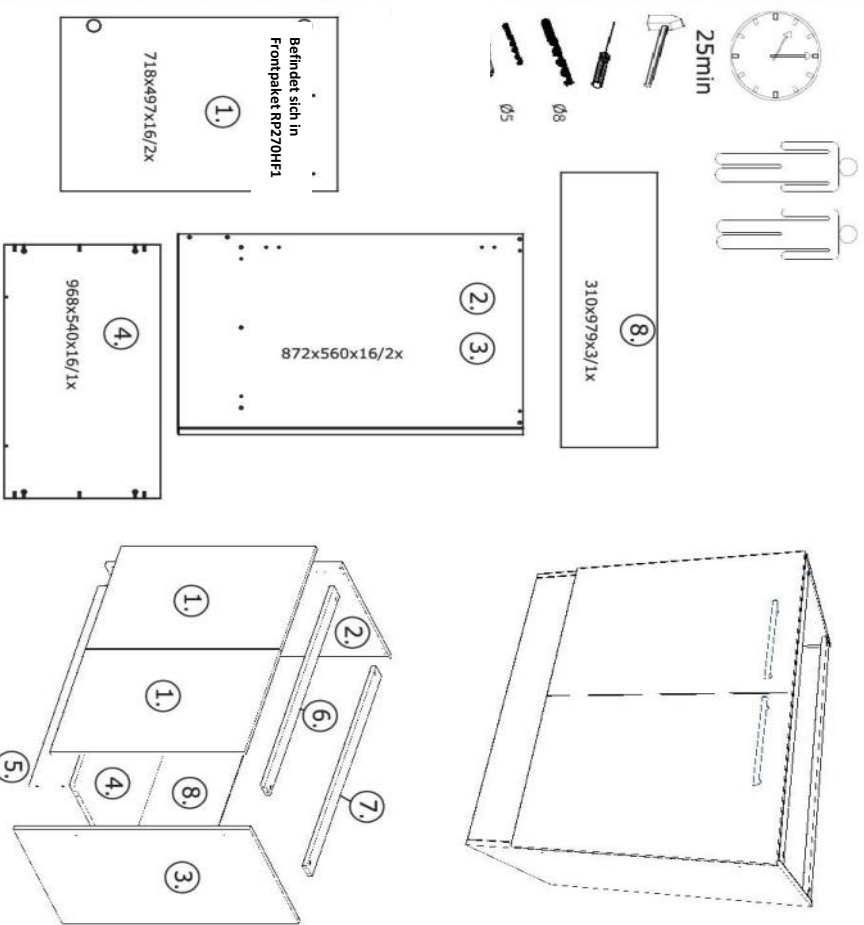 25min
Ø8
Ø5
8.
310x979x3/1x
2.
3.
872x560x16/2x
Befindet sich in
Frontpaket RP270HF1
1.
718x497x16/2x
4.
968x540x16/1x
7.
2.
6.
1.
1.
8.
3.
4.
5.